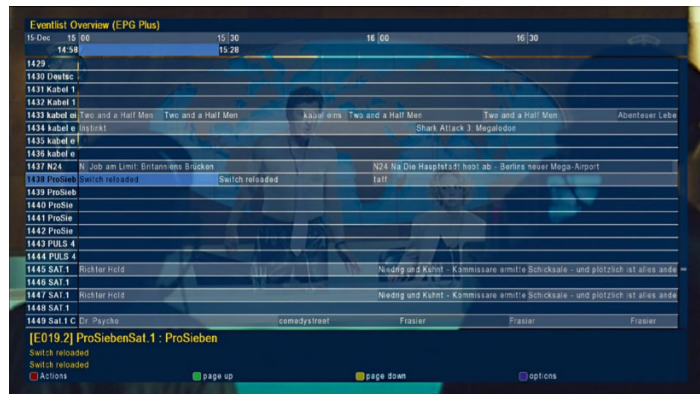 Eventlist Overview (EPG Plus)
15-Dec 15 00 15 30 16 00 16 30
14:58 15:28
1429
1430 Deutsc
1431 Kabel 1
1432 Kabel 1
1433 kabel ei Two and a Half Men Two and a Half Men kabel eins Two and a Half Men Two and a Half Men Abenteuer Lebe
1434 kabel e Instinkt Shark Attack 3: Megalodon
1435 kabel e
1436 kabel e
1437 N24 N Job am Limit: Britanniens Brücken N24 Na Die Hauptstadt hebt ab - Berlins neuer Mega-Airport
1438 ProSieb Switch reloaded Switch reloaded taff
1439 ProSieb
1440 ProSie
1441 ProSie
1442 ProSie
1443 PULS 4
1444 PULS 4
1445 SAT.1 Richter Hold Niedrig und Kuhnt - Kommissare ermitte Schicksale - und plötzlich ist alles ande
1446 SAT.1
1447 SAT.1 Richter Hold Niedrig und Kuhnt - Kommissare ermitte Schicksale - und plötzlich ist alles ande
1448 SAT.1
1449 Sat.1 C Dr. Psycho comedystreet Frasier Frasier Frasier
[E019.2] ProSiebenSat.1 : ProSieben
Switch reloaded
Switch reloaded
Actions page up page down options